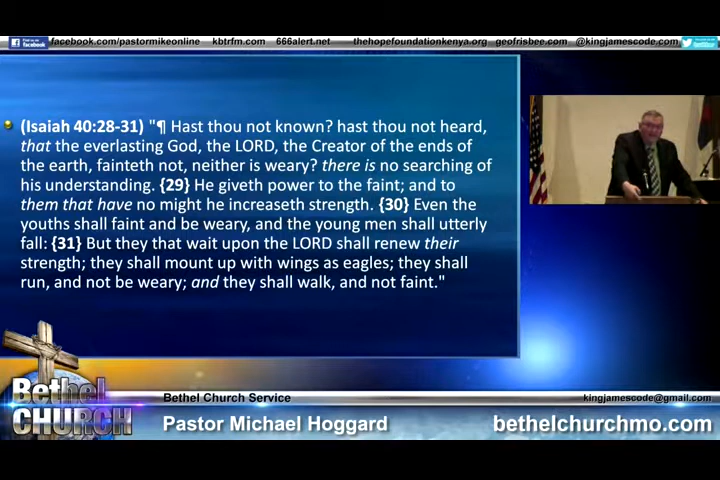 Find us on facebook facebook.com/pastormikeonline kbtrfm.com 666alert.net thehopefoundationkenya.org geofrisbee.com @kingjamescode.com
(Isaiah 40:28-31) "¶ Hast thou not known? hast thou not heard,
that the everlasting God, the LORD, the Creator of the ends of
the earth, fainteth not, neither is weary? there is no searching of
his understanding. {29} He giveth power to the faint; and to
them that have no might he increaseth strength. {30} Even the
youths shall faint and be weary, and the young men shall utterly
fall: {31} But they that wait upon the LORD shall renew their
strength; they shall mount up with wings as eagles; they shall
run, and not be weary; and they shall walk, and not faint."
Bethel
CHURCH
Bethel Church Service kingjamescode@gmail.com
Pastor Michael Hoggard bethelchurchmo.com